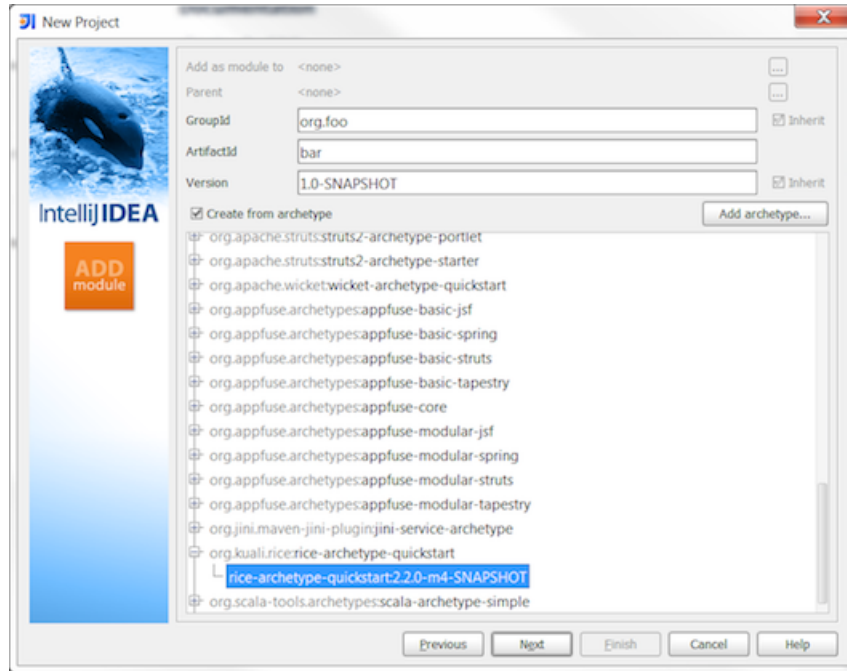 New Project
Add as module to <none>
Parent <none>
GroupId org.foo Inherit
ArtifactId bar
Version 1.0-SNAPSHOT Inherit
IntelliJIDEA
ADD
module
Create from archetype Add archetype...
org.apache.struts:struts2-archetype-portlet
org.apache.struts:struts2-archetype-starter
org.apache.wicket:wicket-archetype-quickstart
org.appfuse.archetypes:appfuse-basic-jsf
org.appfuse.archetypes:appfuse-basic-spring
org.appfuse.archetypes:appfuse-basic-struts
org.appfuse.archetypes:appfuse-basic-tapestry
org.appfuse.archetypes:appfuse-core
org.appfuse.archetypes:appfuse-modular-jsf
org.appfuse.archetypes:appfuse-modular-spring
org.appfuse.archetypes:appfuse-modular-struts
org.appfuse.archetypes:appfuse-modular-tapestry
org.jini.maven-jini-plugin:jini-service-archetype
org.kuali.rice:rice-archetype-quickstart
rice-archetype-quickstart:2.2.0-m4-SNAPSHOT
org.scala-tools.archetypes:scala-archetype-simple
Previous Next Finish Cancel Help